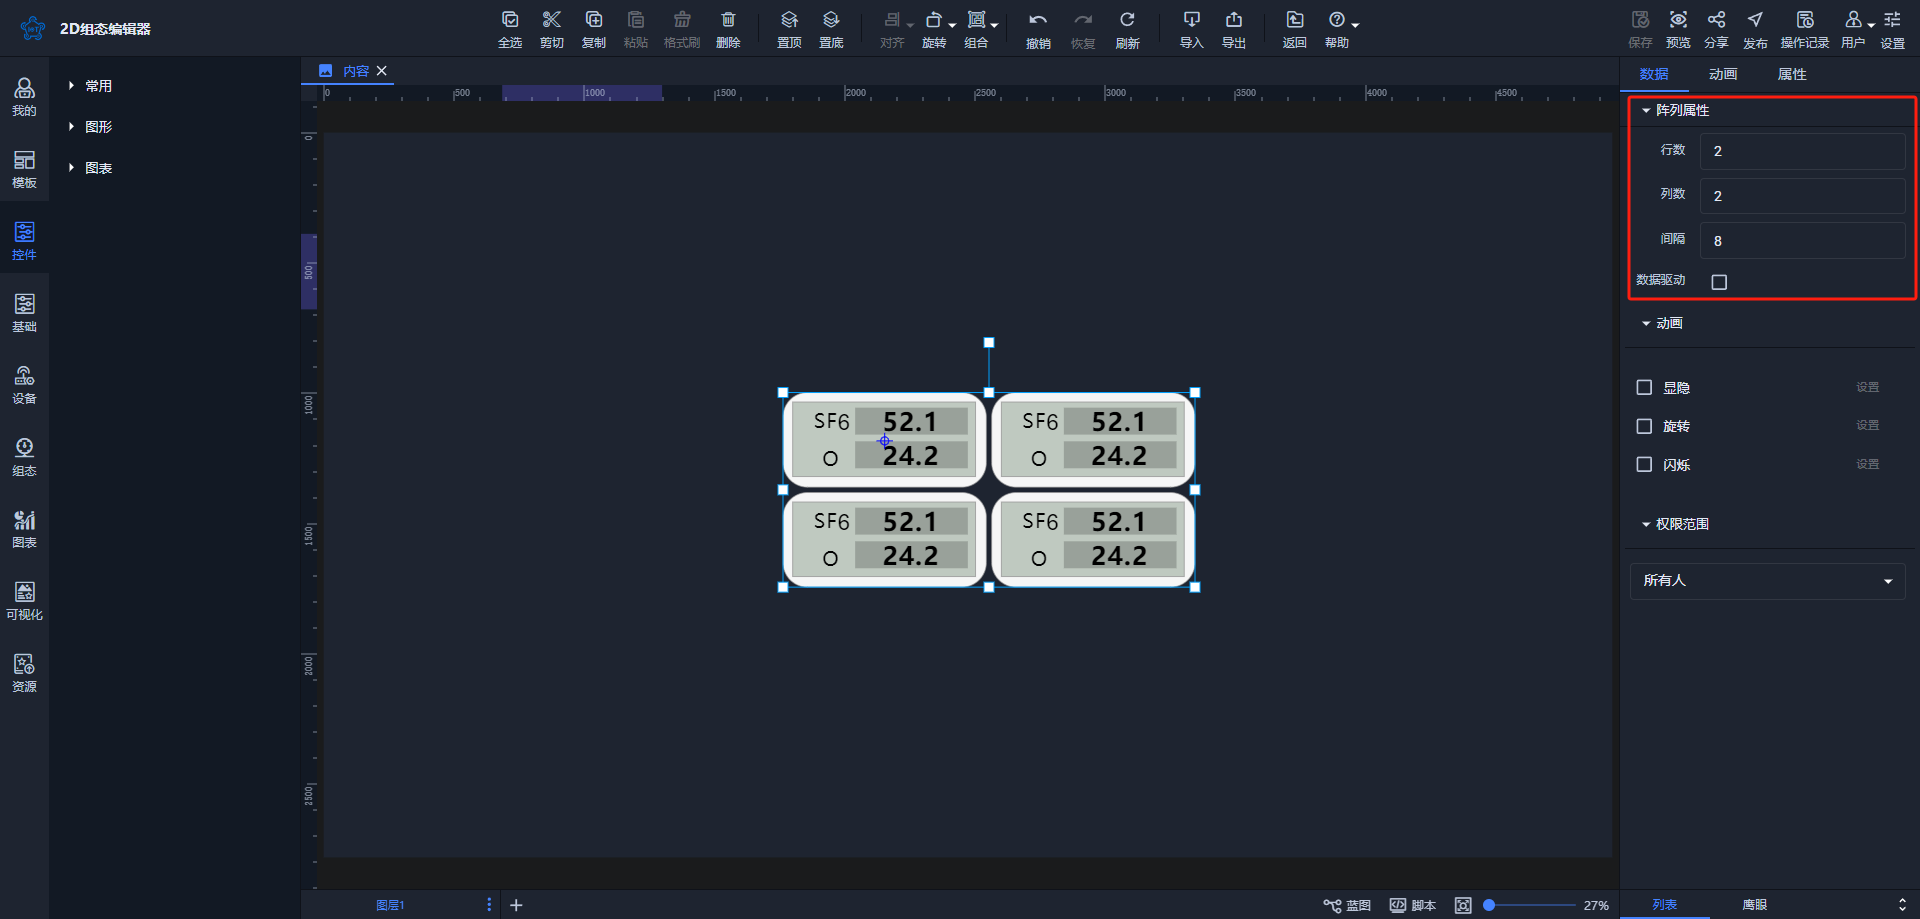 2D组态编辑器
全选 剪切 复制 粘贴 格式刷 删除 置顶 置底 对齐 旋转 组合 撤销 恢复 刷新 导入 导出 返回 帮助 保存 预览 分享 发布 操作记录 用户 设置
我的
模板
控件
基础
设备
组态
图表
可视化
资源
常用
图形
图表
内容
0 500 1000 1500 2000 2500 3000 3500 4000 4500
0
500
1000
1500
2000
2500
SF6 52.1 SF6 52.1
O 24.2 O 24.2
SF6 52.1 SF6 52.1
O 24.2 O 24.2
数据 动画 属性
阵列属性
行数 2
列数 2
间隔 8
数据驱动
动画
显隐 设置
旋转 设置
闪烁 设置
权限范围
所有人
图层1
蓝图 脚本 27%
列表 鹰眼